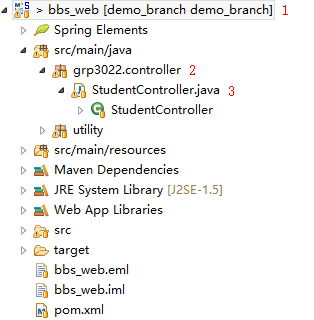 > bbs_web [demo_branch demo_branch] 1
Spring Elements
src/main/java
grp3022.controller 2
StudentController.java 3
StudentController
utility
src/main/resources
Maven Dependencies
JRE System Library [J2SE-1.5]
Web App Libraries
src
target
bbs_web.eml
bbs_web.iml
pom.xml